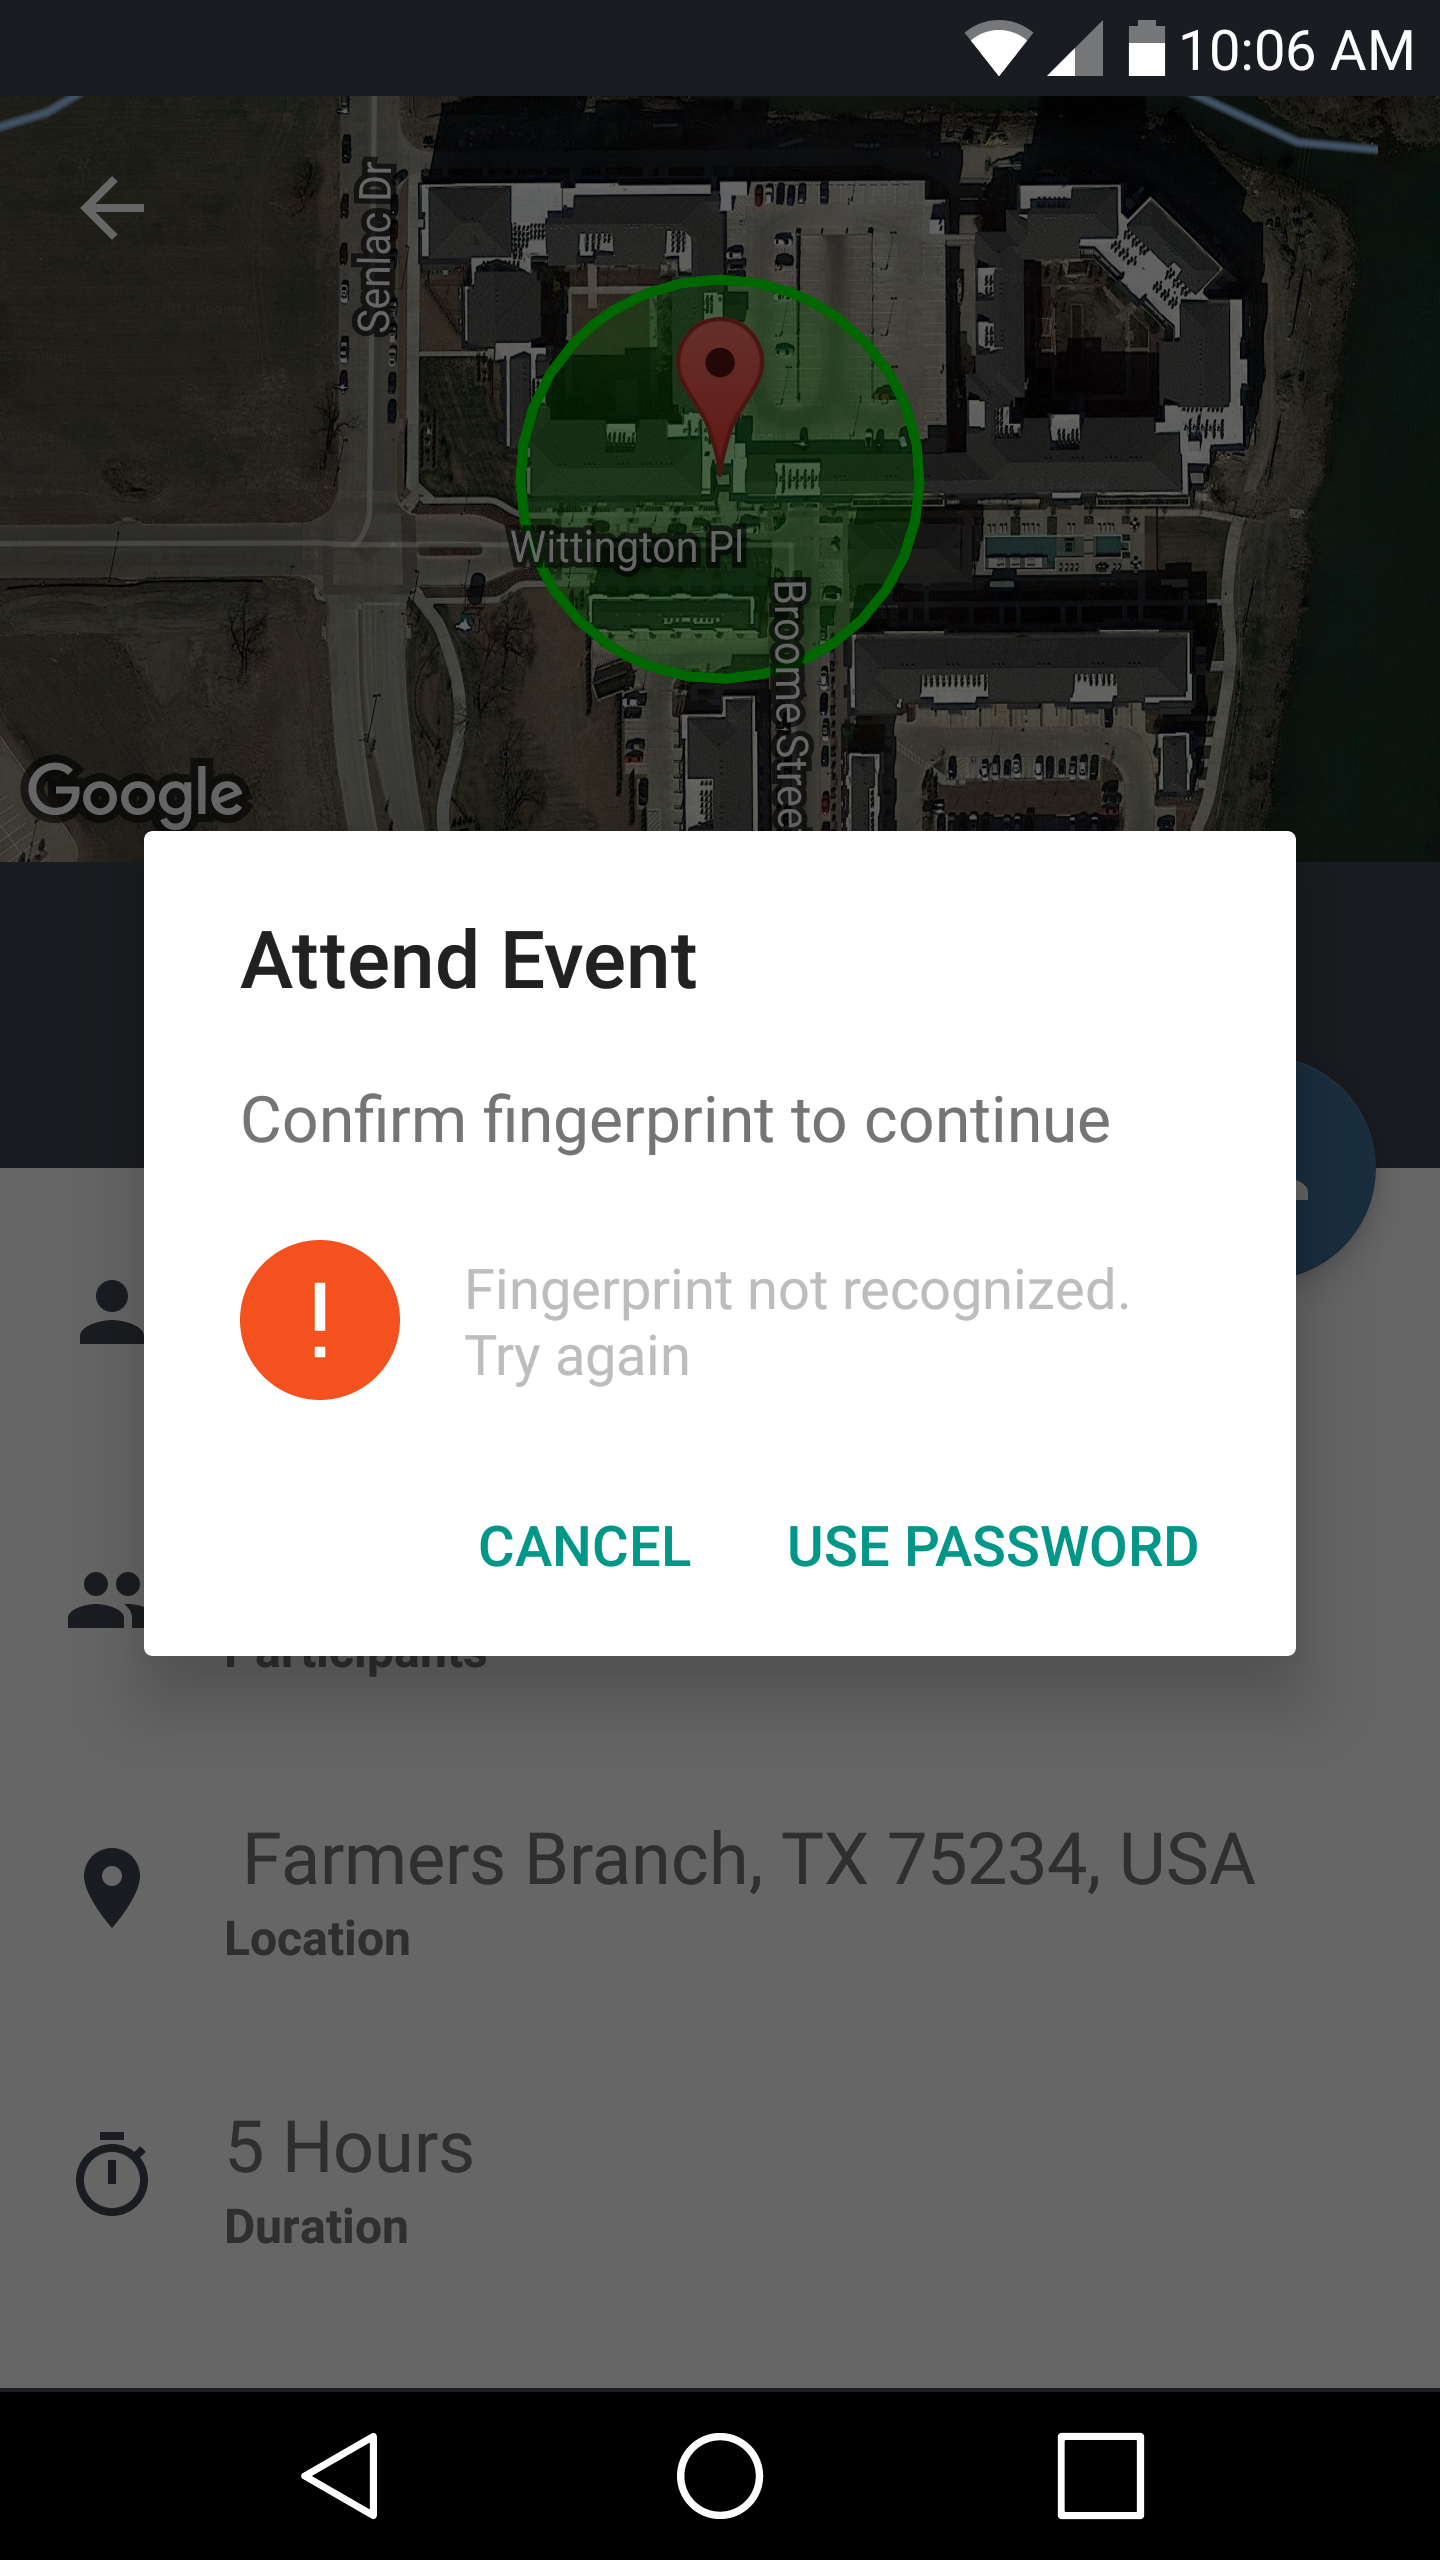 10:06 AM
Senlac Dr
Wittington Pl
Broome Stree
Google
Attend Event
Confirm fingerprint to continue
Fingerprint not recognized.
Try again
CANCEL USE PASSWORD
Participants
Farmers Branch, TX 75234, USA
Location
5 Hours
Duration